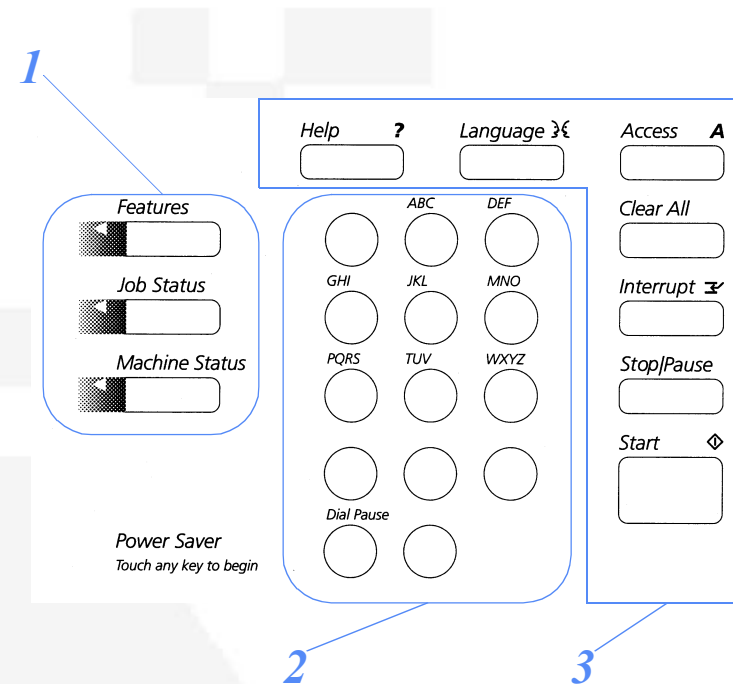 1
Help ?
Language
Access A
Features
ABC
DEF
Clear All
Job Status
GHI
JKL
MNO
Interrupt
Machine Status
PQRS
TUV
WXYZ
Stop|Pause
Start
Dial Pause
Power Saver
Touch any key to begin
2
3